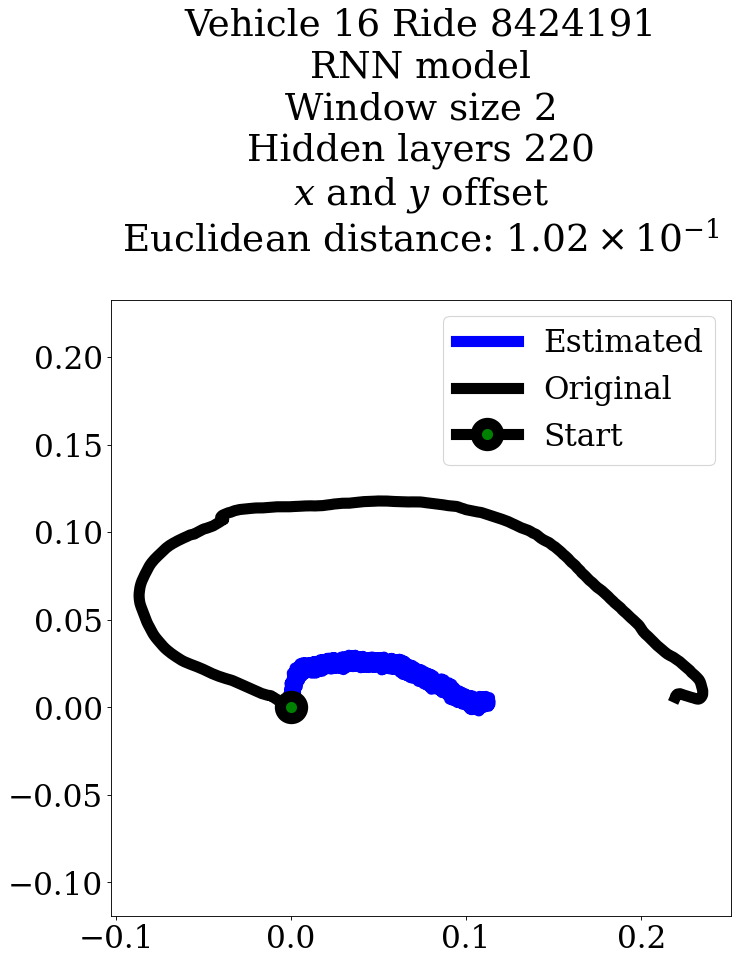 Vehicle 16 Ride 8424191
RNN model
Window size 2
Hidden layers 220
x and y offset
Euclidean distance: 1.02 × 10⁻¹
Estimated
Original
Start
0.20
0.15
0.10
0.05
0.00
−0.05
−0.10
−0.1 0.0 0.1 0.2